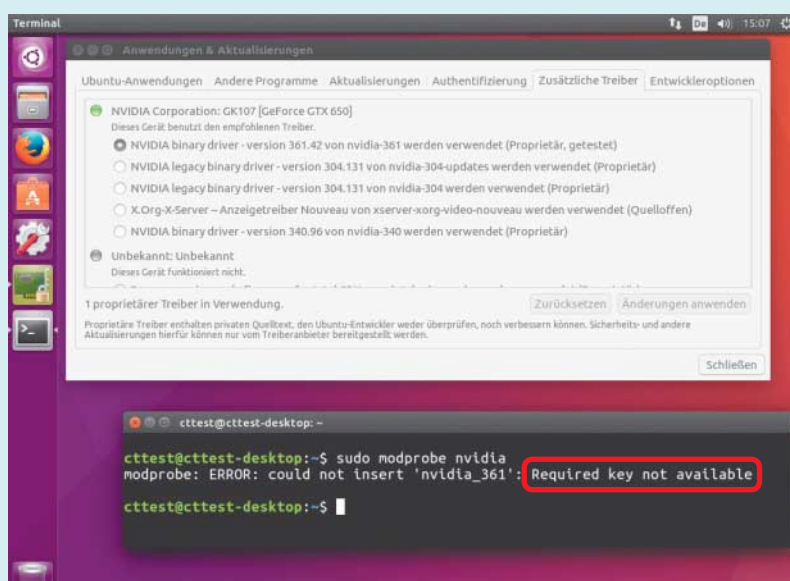 Terminal
De
15:07
Anwendungen & Aktualisierungen
Ubuntu-Anwendungen Andere Programme Aktualisierungen Authentifizierung Zusätzliche Treiber Entwickleroptionen
NVIDIA Corporation: GK107 [GeForce GTX 650]
Dieses Gerät benutzt den empfohlenen Treiber.
NVIDIA binary driver - version 361.42 von nvidia-361 werden verwendet (Proprietär, getestet)
NVIDIA legacy binary driver - version 304.131 von nvidia-304-updates werden verwendet (Proprietär)
NVIDIA legacy binary driver - version 304.131 von nvidia-304 werden verwendet (Proprietär)
X.Org-X-Server – Anzeigetreiber Nouveau von xserver-xorg-video-nouveau werden verwendet (Quelloffen)
NVIDIA binary driver - version 340.96 von nvidia-340 werden verwendet (Proprietär)
Unbekannt: Unbekannt
Dieses Gerät funktioniert nicht.
1 proprietärer Treiber in Verwendung.
Zurücksetzen Änderungen anwenden
Proprietäre Treiber enthalten privaten Quelltext, den Ubuntu-Entwickler weder überprüfen, noch verbessern können. Sicherheits- und andere
Aktualisierungen hierfür können nur vom Treiberanbieter bereitgestellt werden.
Schließen
cttest@cttest-desktop: ~
cttest@cttest-desktop:~$ sudo modprobe nvidia
modprobe: ERROR: could not insert 'nvidia_361': Required key not available
cttest@cttest-desktop:~$